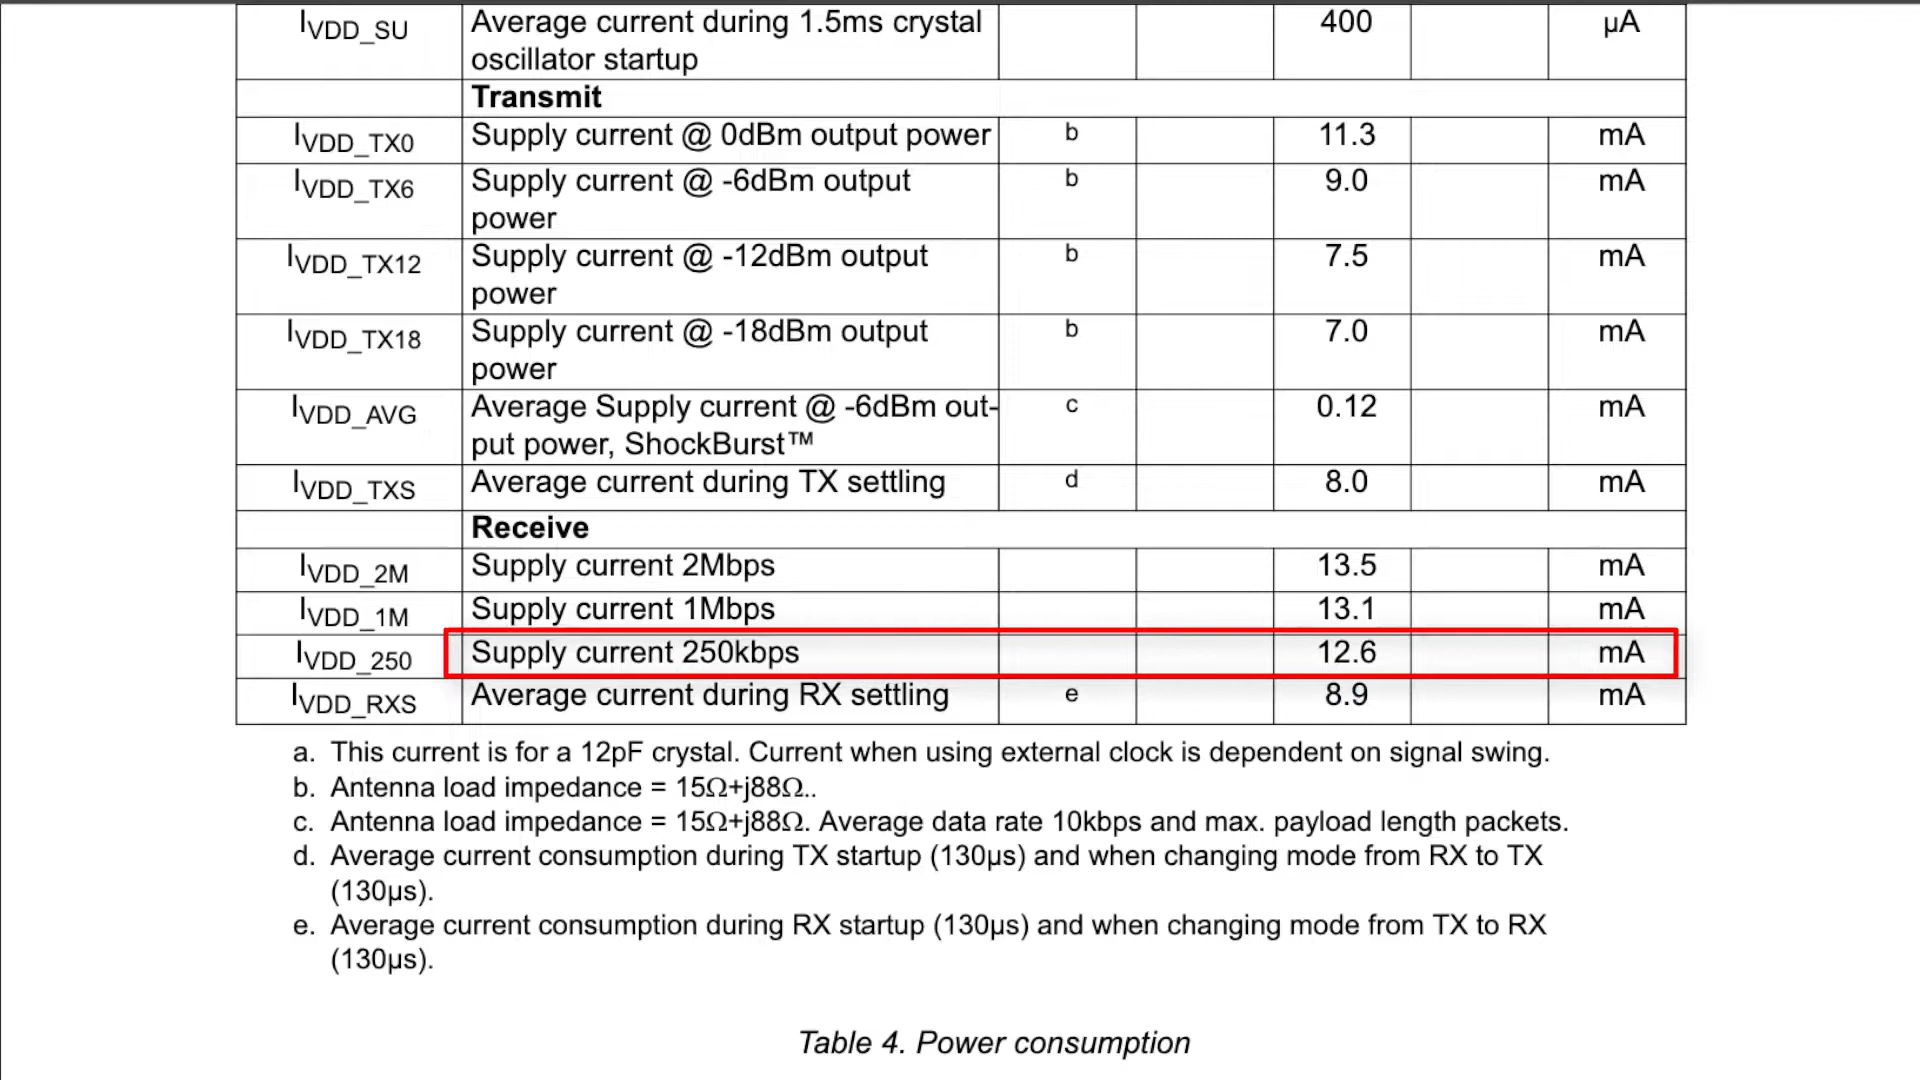 IVDD_SU Average current during 1.5ms crystal 400 µA
oscillator startup
Transmit
IVDD_TX0 Supply current @ 0dBm output power b 11.3 mA
IVDD_TX6 Supply current @ -6dBm output b 9.0 mA
power
IVDD_TX12 Supply current @ -12dBm output b 7.5 mA
power
IVDD_TX18 Supply current @ -18dBm output b 7.0 mA
power
IVDD_AVG Average Supply current @ -6dBm out- c 0.12 mA
put power, ShockBurst™
IVDD_TXS Average current during TX settling d 8.0 mA
Receive
IVDD_2M Supply current 2Mbps 13.5 mA
IVDD_1M Supply current 1Mbps 13.1 mA
IVDD_250 Supply current 250kbps 12.6 mA
IVDD_RXS Average current during RX settling e 8.9 mA
a. This current is for a 12pF crystal. Current when using external clock is dependent on signal swing.
b. Antenna load impedance = 15Ω+j88Ω..
c. Antenna load impedance = 15Ω+j88Ω. Average data rate 10kbps and max. payload length packets.
d. Average current consumption during TX startup (130µs) and when changing mode from RX to TX
(130µs).
e. Average current consumption during RX startup (130µs) and when changing mode from TX to RX
(130µs).
Table 4. Power consumption